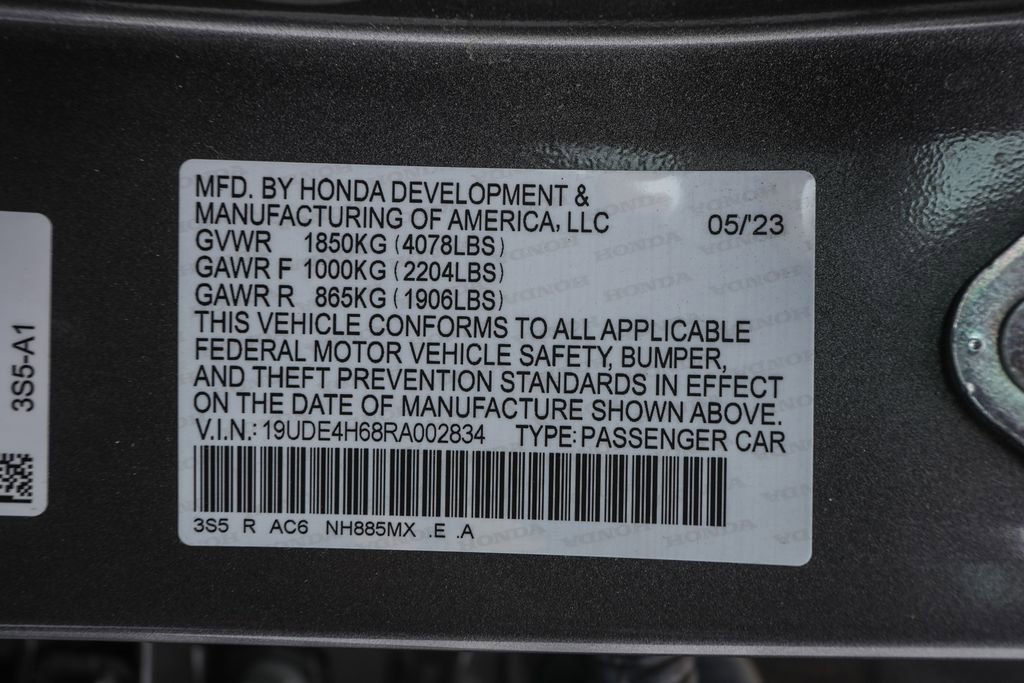 MFD. BY HONDA DEVELOPMENT &
MANUFACTURING OF AMERICA, LLC 05/'23
GVWR 1850KG (4078LBS)
GAWR F 1000KG (2204LBS)
GAWR R 865KG (1906LBS)
THIS VEHICLE CONFORMS TO ALL APPLICABLE
FEDERAL MOTOR VEHICLE SAFETY, BUMPER,
AND THEFT PREVENTION STANDARDS IN EFFECT
ON THE DATE OF MANUFACTURE SHOWN ABOVE.
V.I.N.: 19UDE4H68RA002834 TYPE: PASSENGER CAR
3S5 R AC6 NH885MX .E .A
3S5-A1